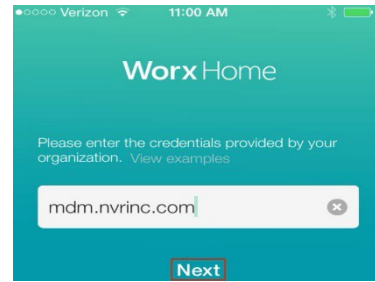 Verizon 11:00 AM
Worx Home
Please enter the credentials provided by your
organization. View examples
mdm.nvrinc.com
Next